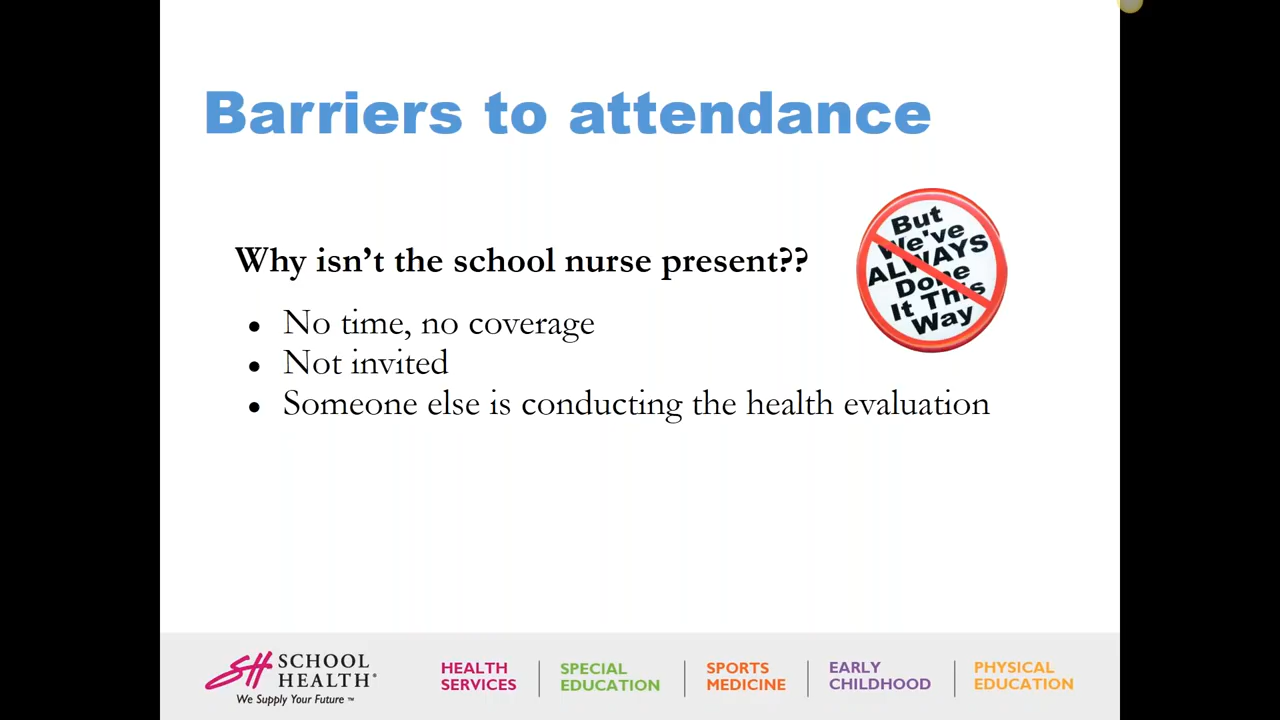 Barriers to attendance
But
We've
ALWAYS
Done
It This
Way
Why isn't the school nurse present??
● No time, no coverage
● Not invited
● Someone else is conducting the health evaluation
SH SCHOOL
HEALTH®
We Supply Your Future ™
HEALTH
SERVICES
SPECIAL
EDUCATION
SPORTS
MEDICINE
EARLY
CHILDHOOD
PHYSICAL
EDUCATION